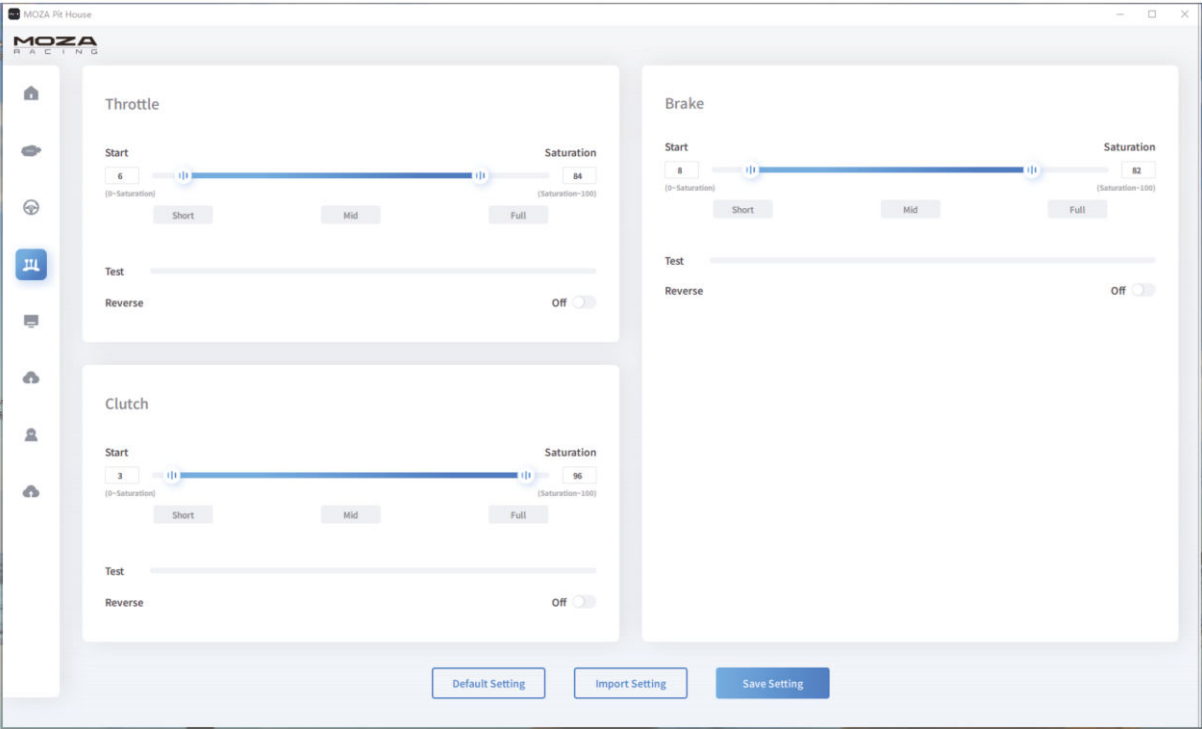 MOZA Pit House
MOZA
RACING
Throttle
Start
Saturation
6
84
(0~Saturation)
(Saturation~100)
Short
Mid
Full
Test
Reverse
Off
Clutch
Start
Saturation
3
96
(0~Saturation)
(Saturation~100)
Short
Mid
Full
Test
Reverse
Off
Brake
Start
Saturation
8
82
(0~Saturation)
(Saturation~100)
Short
Mid
Full
Test
Reverse
Off
Default Setting
Import Setting
Save Setting